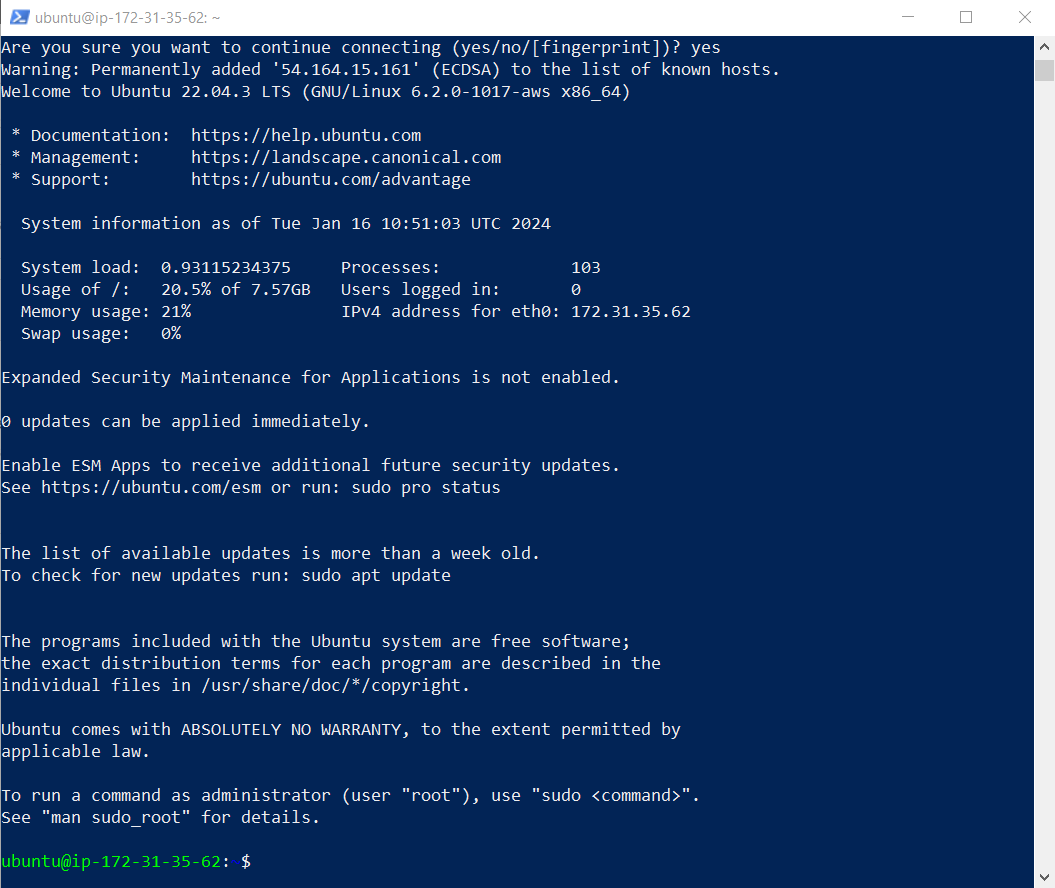 ubuntu@ip-172-31-35-62: ~
Are you sure you want to continue connecting (yes/no/[fingerprint])? yes
Warning: Permanently added '54.164.15.161' (ECDSA) to the list of known hosts.
Welcome to Ubuntu 22.04.3 LTS (GNU/Linux 6.2.0-1017-aws x86_64)

 * Documentation:  https://help.ubuntu.com
 * Management:     https://landscape.canonical.com
 * Support:        https://ubuntu.com/advantage

  System information as of Tue Jan 16 10:51:03 UTC 2024

  System load:  0.93115234375     Processes:             103
  Usage of /:   20.5% of 7.57GB   Users logged in:       0
  Memory usage: 21%               IPv4 address for eth0: 172.31.35.62
  Swap usage:   0%

Expanded Security Maintenance for Applications is not enabled.

0 updates can be applied immediately.

Enable ESM Apps to receive additional future security updates.
See https://ubuntu.com/esm or run: sudo pro status

The list of available updates is more than a week old.
To check for new updates run: sudo apt update

The programs included with the Ubuntu system are free software;
the exact distribution terms for each program are described in the
individual files in /usr/share/doc/*/copyright.

Ubuntu comes with ABSOLUTELY NO WARRANTY, to the extent permitted by
applicable law.

To run a command as administrator (user "root"), use "sudo <command>".
See "man sudo_root" for details.

ubuntu@ip-172-31-35-62: $